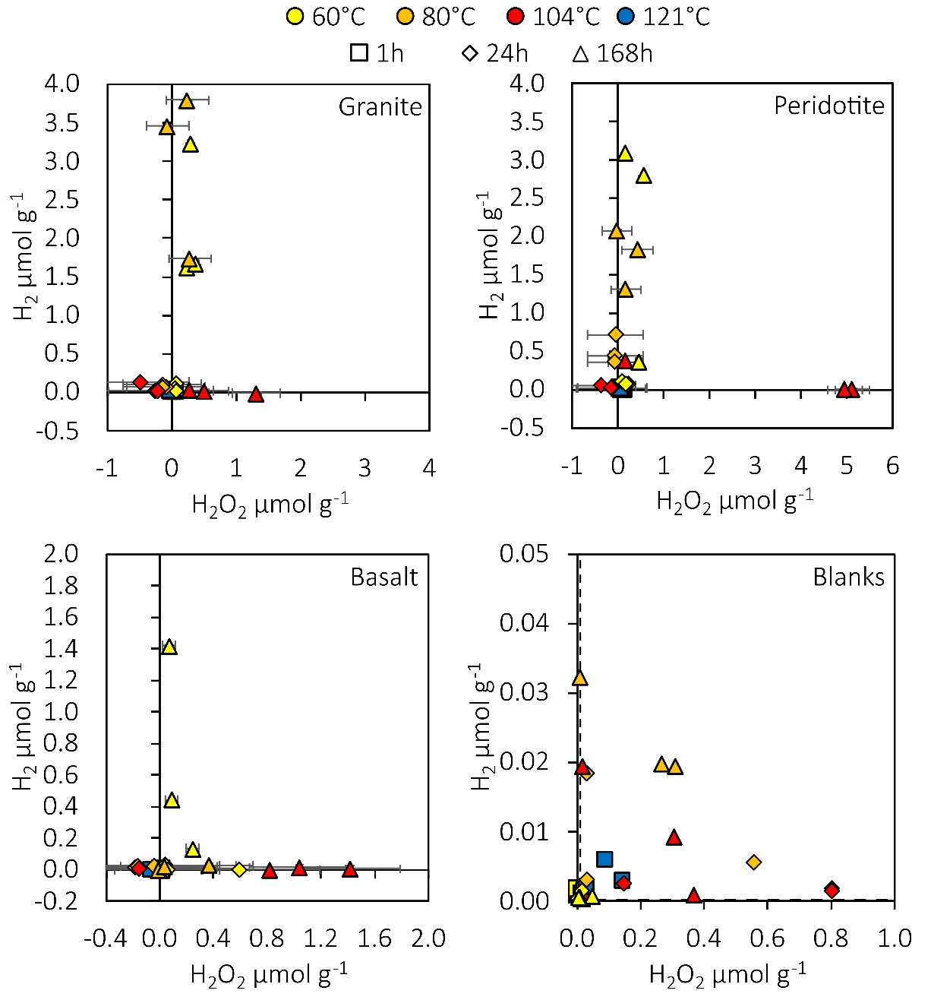 60°C 80°C 104°C 121°C
1h 24h 168h
Granite
4.0
3.5
3.0
2.5
2.0
1.5
1.0
0.5
0.0
-0.5
-1 0 1 2 3 4
H₂ µmol g⁻¹
H₂O₂ µmol g⁻¹
Peridotite
4.0
3.5
3.0
2.5
2.0
1.5
1.0
0.5
0.0
-0.5
-1 0 1 2 3 4 5 6
H₂ µmol g⁻¹
H₂O₂ µmol g⁻¹
Basalt
2.0
1.8
1.6
1.4
1.2
1.0
0.8
0.6
0.4
0.2
0.0
-0.2
-0.4 0.0 0.4 0.8 1.2 1.6 2.0
H₂ µmol g⁻¹
H₂O₂ µmol g⁻¹
Blanks
0.05
0.04
0.03
0.02
0.01
0.00
0.0 0.2 0.4 0.6 0.8 1.0
H₂ µmol g⁻¹
H₂O₂ µmol g⁻¹